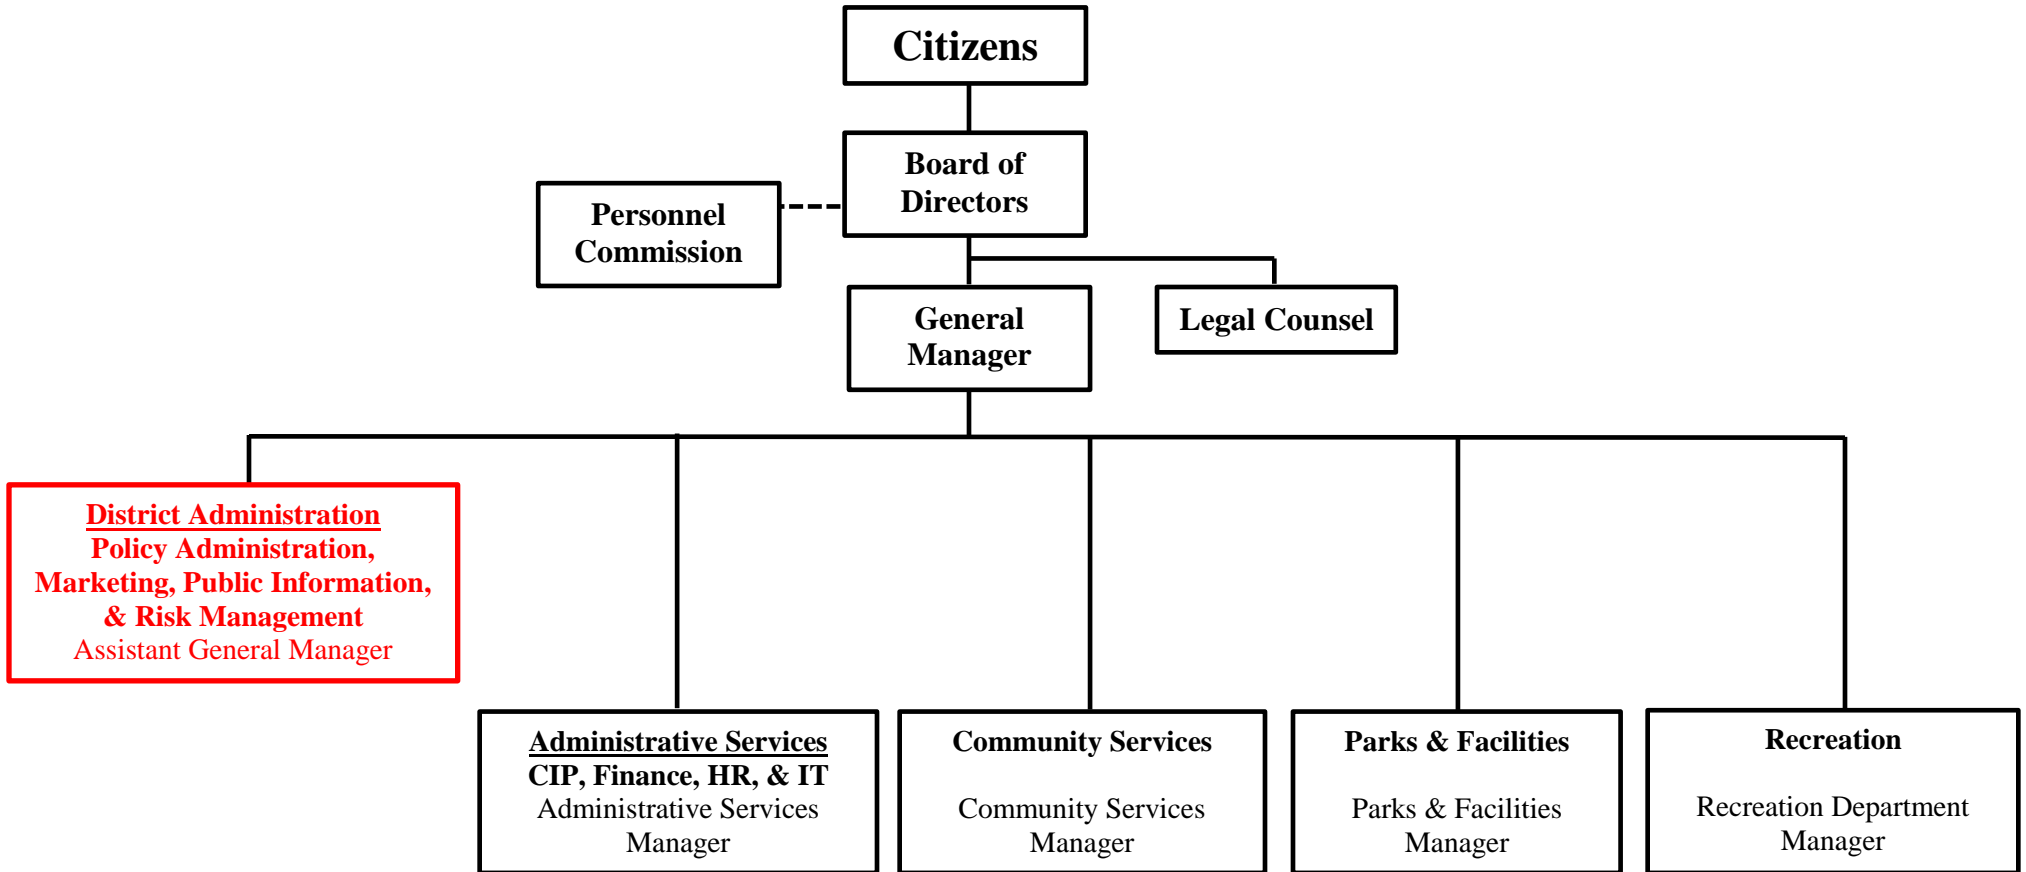 Citizens
Board of
Directors
Personnel
Commission
General
Manager
Legal Counsel
District Administration
Policy Administration,
Marketing, Public Information,
& Risk Management
Assistant General Manager
Administrative Services
CIP, Finance, HR, & IT
Administrative Services
Manager
Community Services
Community Services
Manager
Parks & Facilities
Parks & Facilities
Manager
Recreation
Recreation Department
Manager